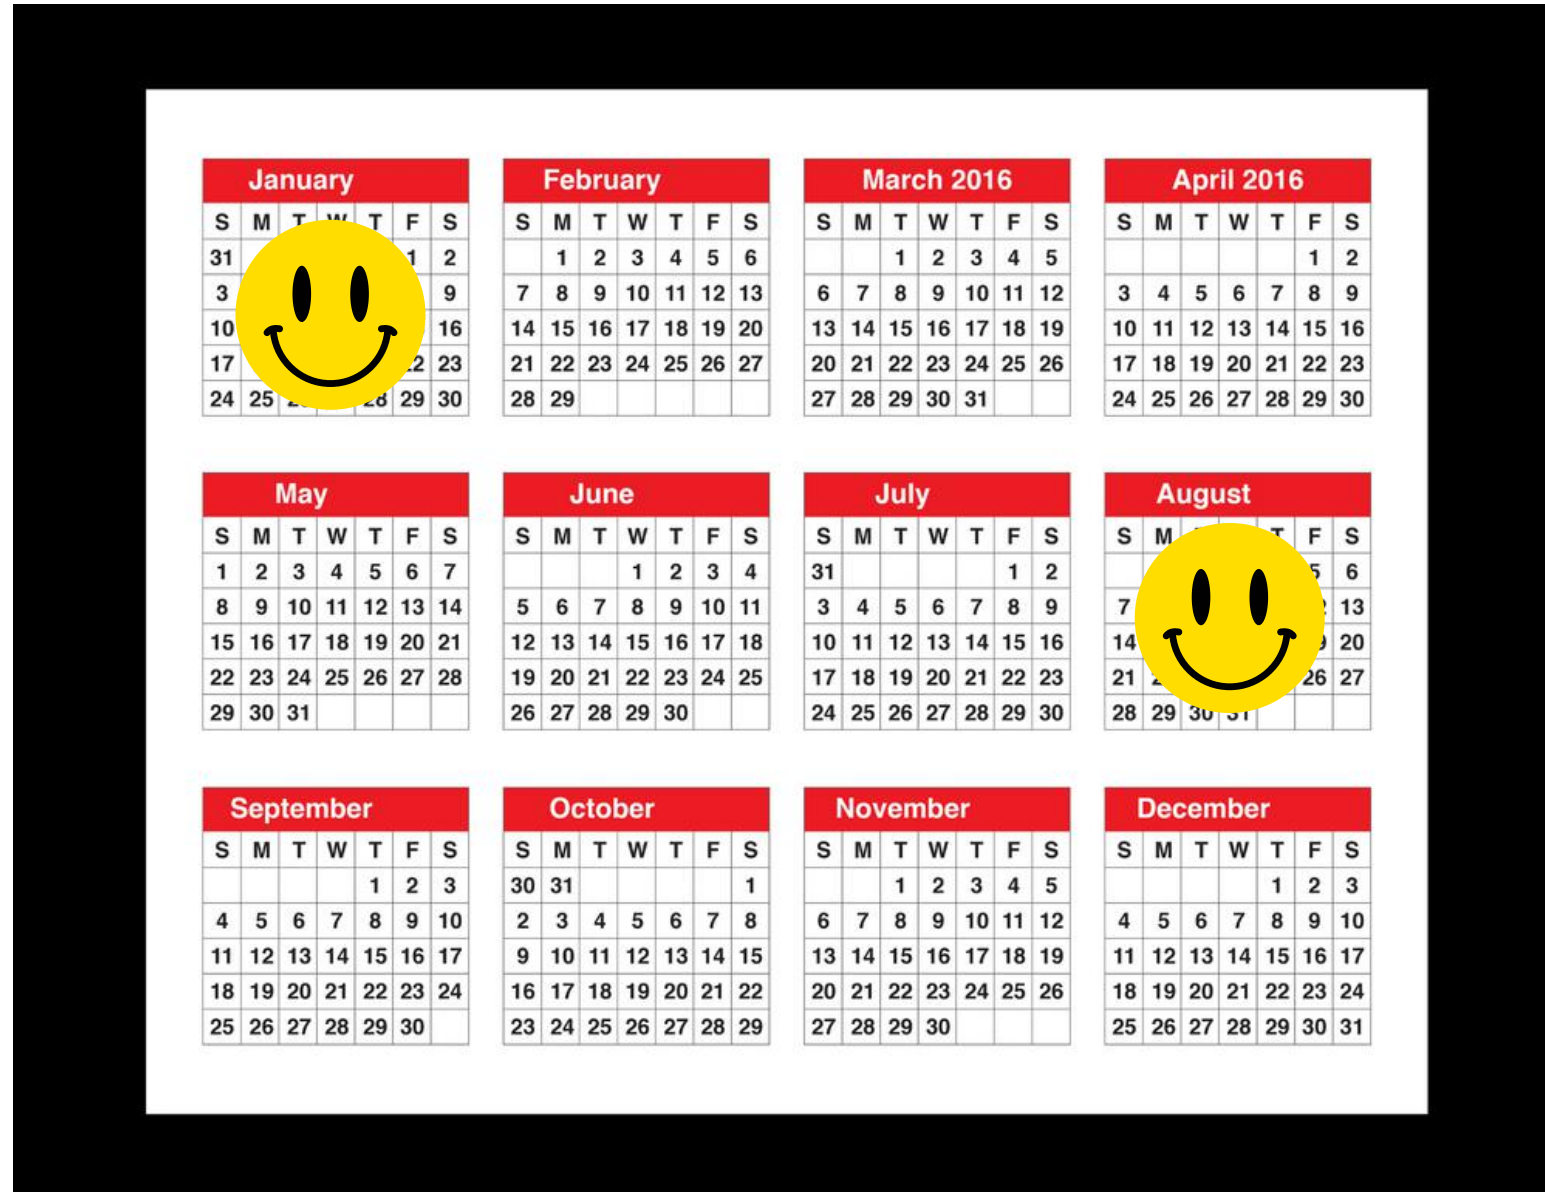 January
S M T W T F S
31 1 2
3 9
10 16
17 23
24 25 28 29 30
February
S M T W T F S
1 2 3 4 5 6
7 8 9 10 11 12 13
14 15 16 17 18 19 20
21 22 23 24 25 26 27
28 29
March 2016
S M T W T F S
1 2 3 4 5
6 7 8 9 10 11 12
13 14 15 16 17 18 19
20 21 22 23 24 25 26
27 28 29 30 31
April 2016
S M T W T F S
1 2
3 4 5 6 7 8 9
10 11 12 13 14 15 16
17 18 19 20 21 22 23
24 25 26 27 28 29 30
May
S M T W T F S
1 2 3 4 5 6 7
8 9 10 11 12 13 14
15 16 17 18 19 20 21
22 23 24 25 26 27 28
29 30 31
June
S M T W T F S
1 2 3 4
5 6 7 8 9 10 11
12 13 14 15 16 17 18
19 20 21 22 23 24 25
26 27 28 29 30
July
S M T W T F S
31 1 2
3 4 5 6 7 8 9
10 11 12 13 14 15 16
17 18 19 20 21 22 23
24 25 26 27 28 29 30
August
S M T F S
5 6
7 13
14 20
21 26 27
28 29 30 31
September
S M T W T F S
1 2 3
4 5 6 7 8 9 10
11 12 13 14 15 16 17
18 19 20 21 22 23 24
25 26 27 28 29 30
October
S M T W T F S
30 31 1
2 3 4 5 6 7 8
9 10 11 12 13 14 15
16 17 18 19 20 21 22
23 24 25 26 27 28 29
November
S M T W T F S
1 2 3 4 5
6 7 8 9 10 11 12
13 14 15 16 17 18 19
20 21 22 23 24 25 26
27 28 29 30
December
S M T W T F S
1 2 3
4 5 6 7 8 9 10
11 12 13 14 15 16 17
18 19 20 21 22 23 24
25 26 27 28 29 30 31